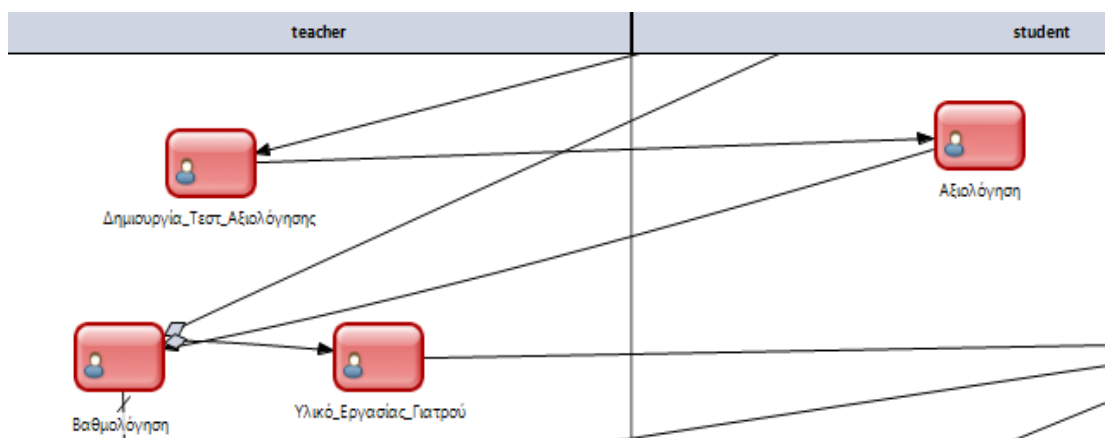 teacher
student
Δημιουργία_Τεστ_Αξιολόγησης
Αξιολόγηση
Βαθμολόγηση
Υλικό_Εργασίας_Γιατρού